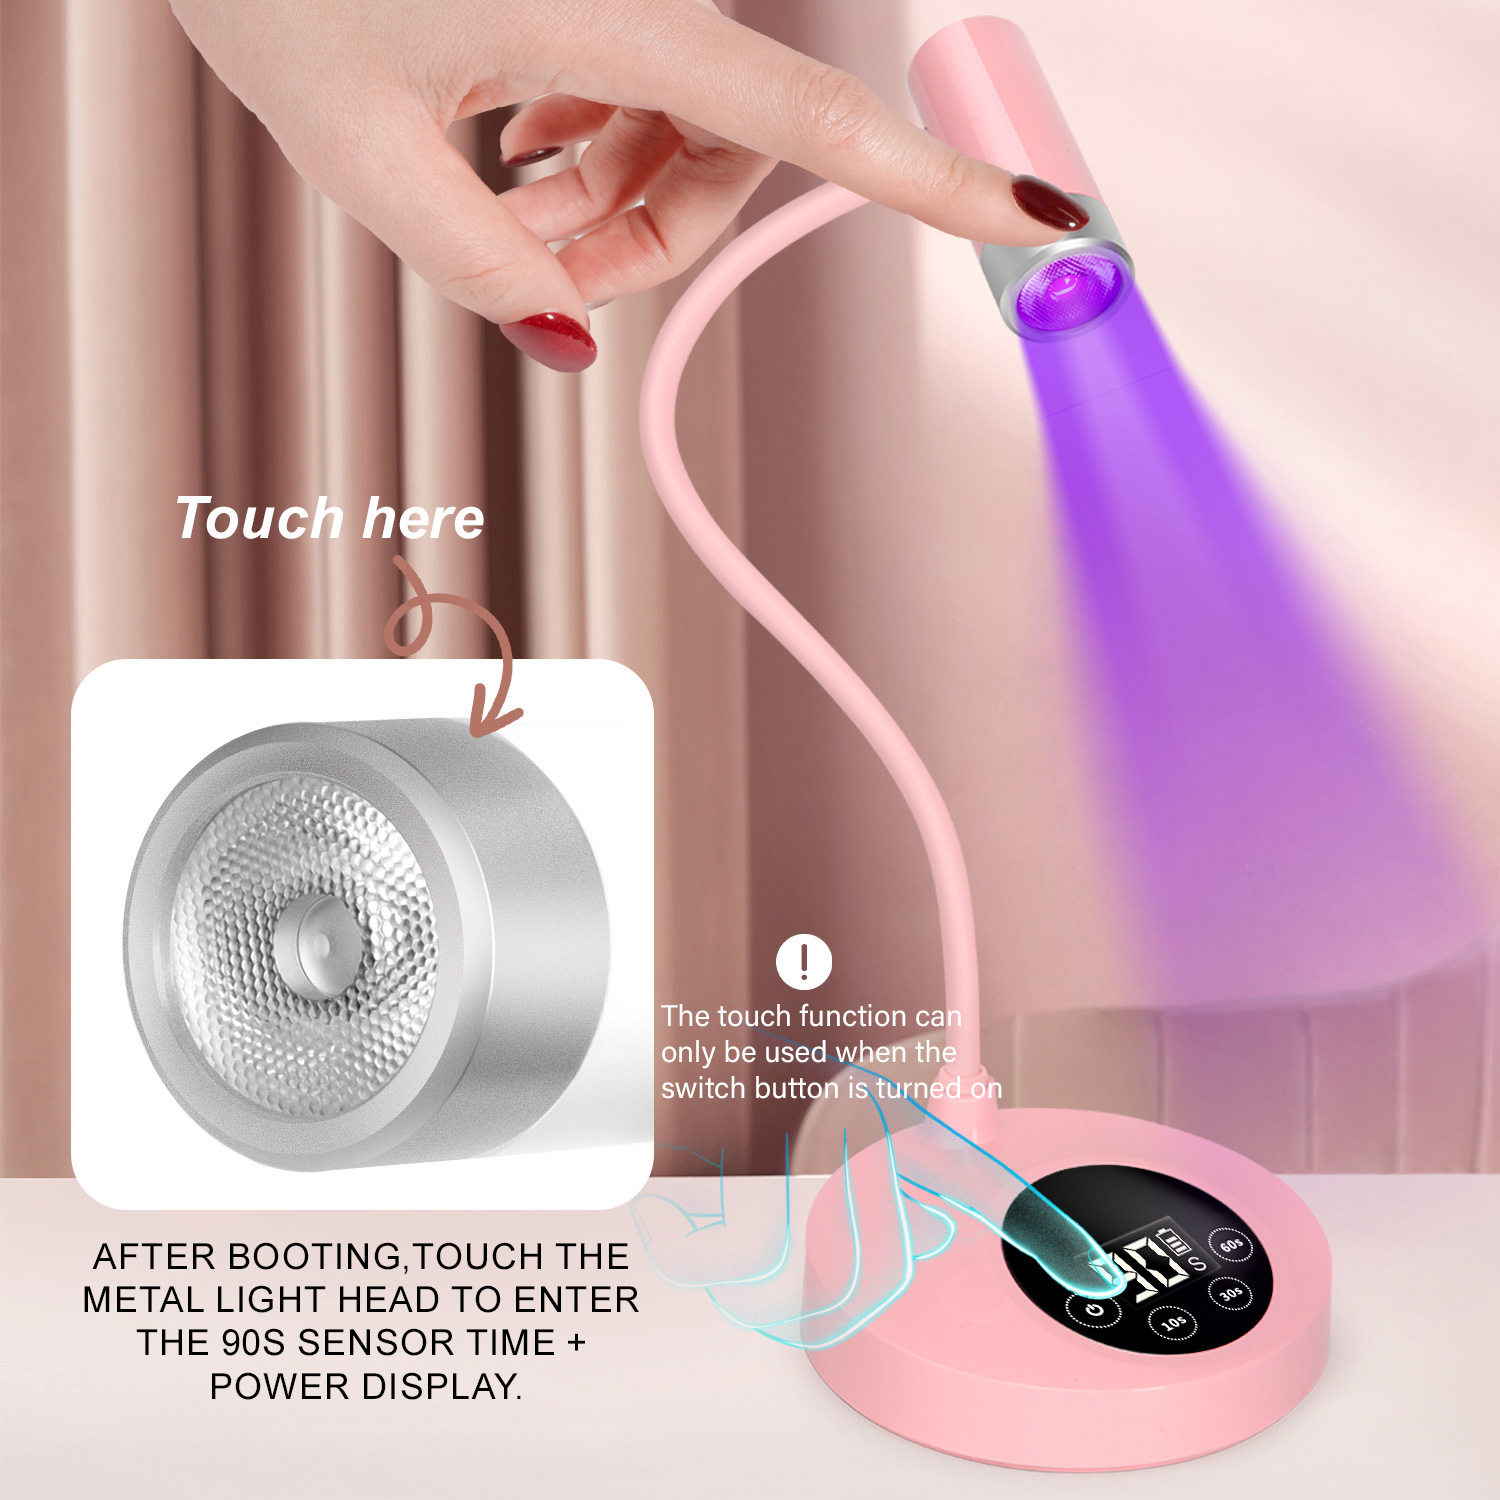 Touch here
The touch function can
only be used when the
switch button is turned on
AFTER BOOTING,TOUCH THE
METAL LIGHT HEAD TO ENTER
THE 90S SENSOR TIME +
POWER DISPLAY.
S
60s
30s
10s